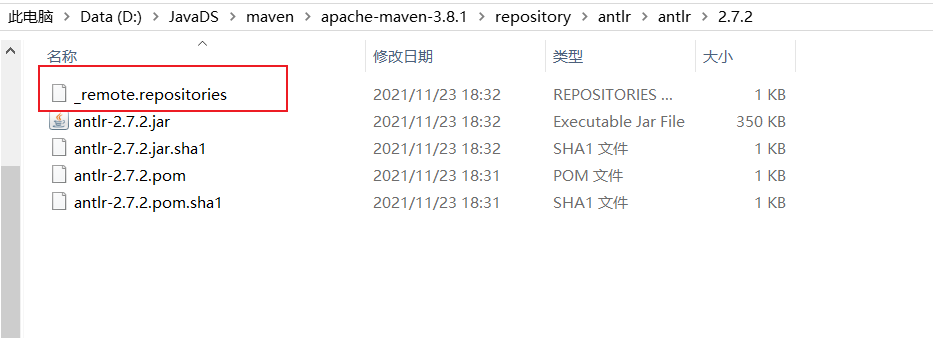 此电脑 > Data (D:) > JavaDS > maven > apache-maven-3.8.1 > repository > antlr > antlr > 2.7.2
名称 修改日期 类型 大小
_remote.repositories 2021/11/23 18:32 REPOSITORIES ... 1 KB
antlr-2.7.2.jar 2021/11/23 18:32 Executable Jar File 350 KB
antlr-2.7.2.jar.sha1 2021/11/23 18:32 SHA1 文件 1 KB
antlr-2.7.2.pom 2021/11/23 18:31 POM 文件 1 KB
antlr-2.7.2.pom.sha1 2021/11/23 18:31 SHA1 文件 1 KB